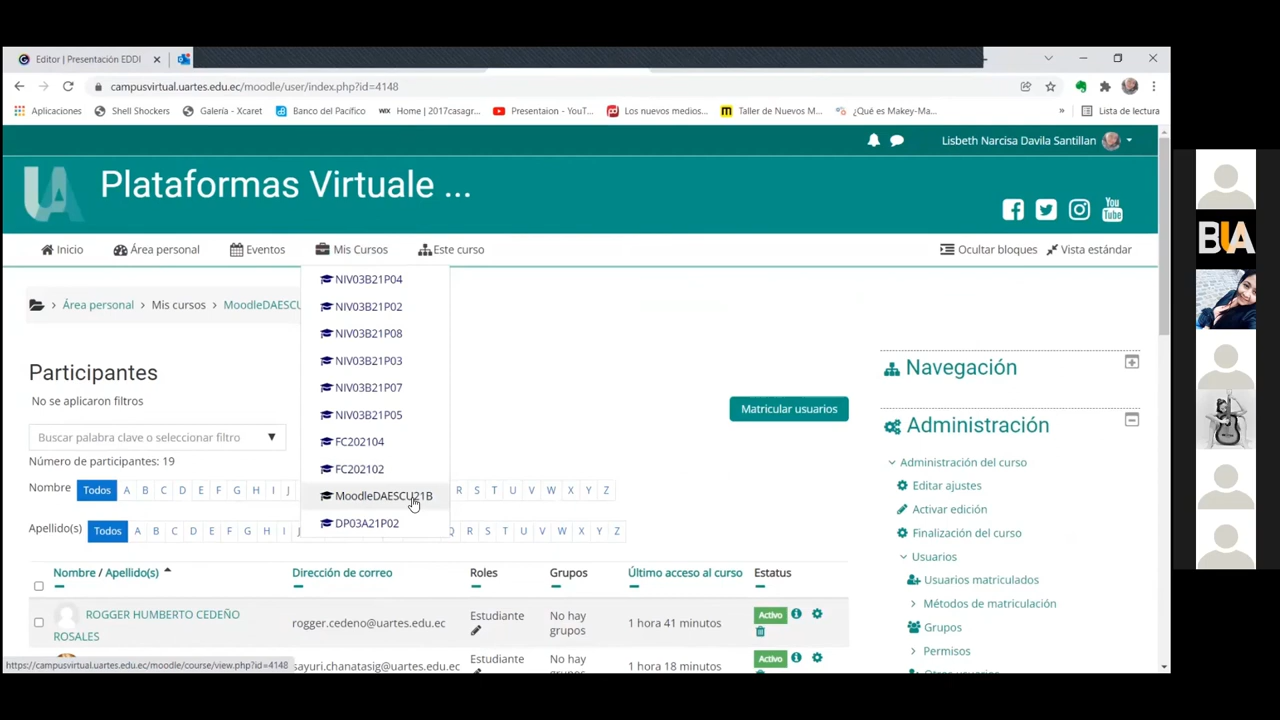 Editor | Presentación EDDI
campusvirtual.uartes.edu.ec/moodle/user/index.php?id=4148
Aplicaciones Shell Shockers Galería - Xcaret Banco del Pacífico Home | 2017casagr... Presentaion - YouT... Los nuevos medios... Taller de Nuevos M... ¿Qué es Makey-Ma... » Lista de lectura
Lisbeth Narcisa Davila Santillan
UA
Plataformas Virtuale ...
You Tube
Inicio Área personal Eventos Mis Cursos Este curso Ocultar bloques Vista estándar
NIV03B21P04
NIV03B21P02
NIV03B21P08
NIV03B21P03
NIV03B21P07
NIV03B21P05
FC202104
FC202102
MoodleDAESCU21B
DP03A21P02
Área personal Mis cursos MoodleDAESCU
Participantes
No se aplicaron filtros
Matricular usuarios
Buscar palabra clave o seleccionar filtro
Número de participantes: 19
Nombre Todos A B C D E F G H I J R S T U V W X Y Z
Apellido(s) Todos A B C D E F G H I J Q R S T U V W X Y Z
Nombre / Apellido(s) Dirección de correo Roles Grupos Último acceso al curso Estatus
ROGGER HUMBERTO CEDEÑO ROSALES rogger.cedeno@uartes.edu.ec Estudiante No hay grupos 1 hora 41 minutos Activo
sayuri.chanatasig@uartes.edu.ec Estudiante No hay 1 hora 18 minutos Activo
https://campusvirtual.uartes.edu.ec/moodle/course/view.php?id=4148
Navegación
Administración
Administración del curso
Editar ajustes
Activar edición
Finalización del curso
Usuarios
Usuarios matriculados
Métodos de matriculación
Grupos
Permisos
BUA